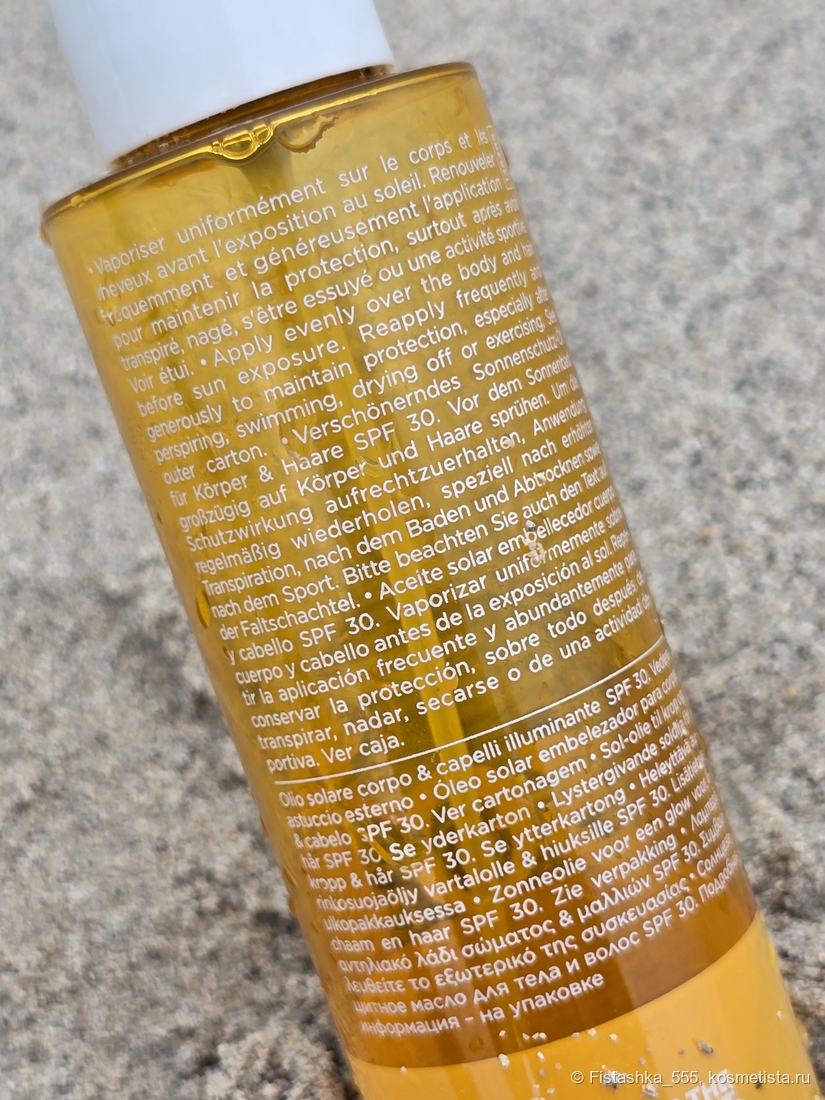 • Vaporiser uniformément sur le corps et les
cheveux avant l'exposition au soleil. Renouveler
fréquemment et généreusement l'application
pour maintenir la protection, surtout après avoir
transpiré, nagé, s'être essuyé ou une activité sportive.
Voir étui. • Apply evenly over the body and hair
before sun exposure. Reapply frequently and
generously to maintain protection, especially after
perspiring, swimming, drying off or exercising. See
outer carton. • Verschönerndes Sonnenschutz-
für Körper & Haare SPF 30. Vor dem Sonnenbad
großzügig auf Körper und Haare sprühen. Um die
Schutzwirkung aufrechtzuerhalten, Anwendung
regelmäßig wiederholen, speziell nach erhöhter
Transpiration, nach dem Baden und Abtrocknen sowie
nach dem Sport. Bitte beachten Sie auch den Text auf
der Faltschachtel. • Aceite solar embellecedor cuerpo
y cabello SPF 30. Vaporizar uniformemente sobre
cuerpo y cabello antes de la exposición al sol.
tir la aplicación frecuente y abundantemente para
conservar la protección, sobre todo después de
transpirar, nadar, secarse o de una actividad
portiva. Ver caja.
Olio solare corpo & capelli illuminante SPF 30. Vedere
astuccio esterno • Óleo solar embelezador para corpo
& cabelo SPF 30. Ver cartonagem • Sol-olie til krop og
hår SPF 30. Se yderkarton • Lystergivande sololja
kropp & hår SPF 30. Se ytterkartong • Heleyttävä
rinkosuojaöljy vartalolle & hiuksille SPF 30. Lisätietoja
ulkopakkauksessa • Zonneolie voor een glow voor
chaam en haar SPF 30. Zie verpakking •
αντηλιακό λάδι σώματος & μαλλιών SPF 30.
λευθείτε το εξωτερικό της συσκευασίας • Солнцеза-
щитное масло для тела и волос SPF 30. Подробная
информация – на упаковке
THE
© Fistashka_555, kosmetista.ru